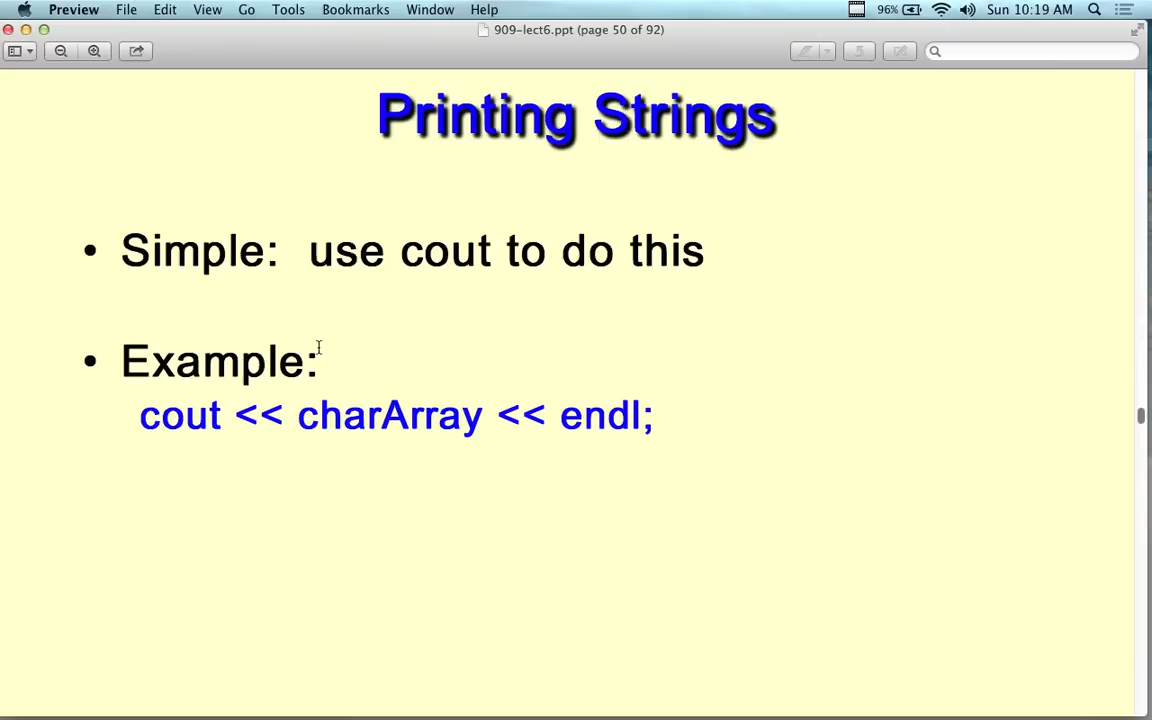 Preview File Edit View Go Tools Bookmarks Window Help 96% Sun 10:19 AM
909-lect6.ppt (page 50 of 92)
Printing Strings
• Simple: use cout to do this
• Example:
cout << charArray << endl;